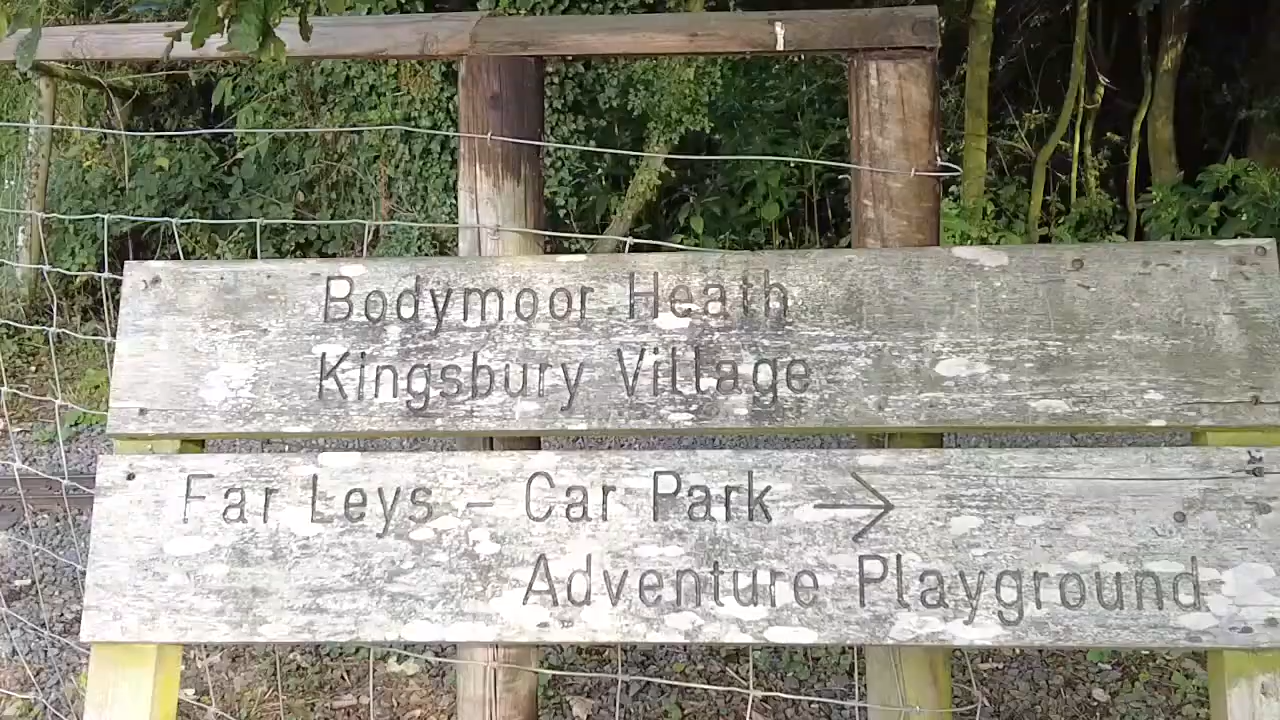 Bodymoor Heath
Kingsbury Village
Far Leys - Car Park →
Adventure Playground